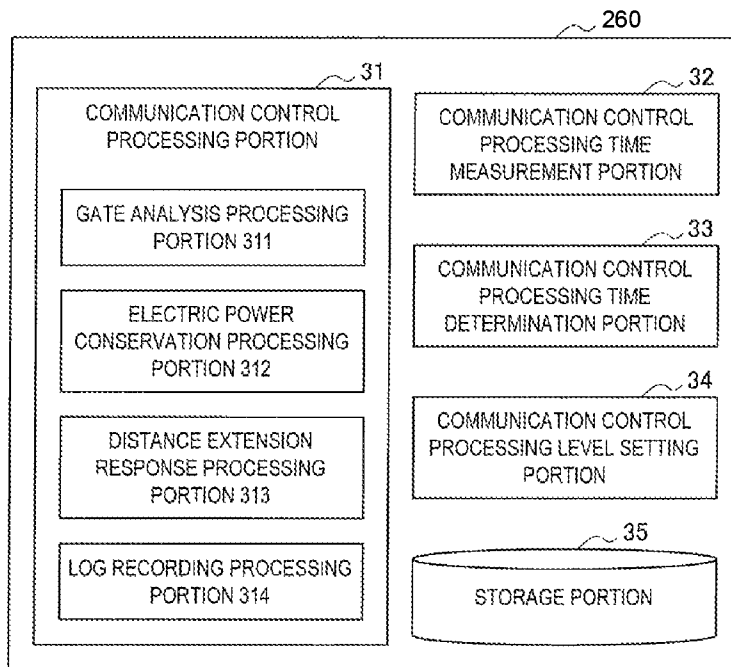 260
31
COMMUNICATION CONTROL
PROCESSING PORTION
GATE ANALYSIS PROCESSING
PORTION 311
ELECTRIC POWER
CONSERVATION PROCESSING
PORTION 312
DISTANCE EXTENSION
RESPONSE PROCESSING
PORTION 313
LOG RECORDING PROCESSING
PORTION 314
32
COMMUNICATION CONTROL
PROCESSING TIME
MEASUREMENT PORTION
33
COMMUNICATION CONTROL
PROCESSING TIME
DETERMINATION PORTION
34
COMMUNICATION CONTROL
PROCESSING LEVEL SETTING
PORTION
35
STORAGE PORTION